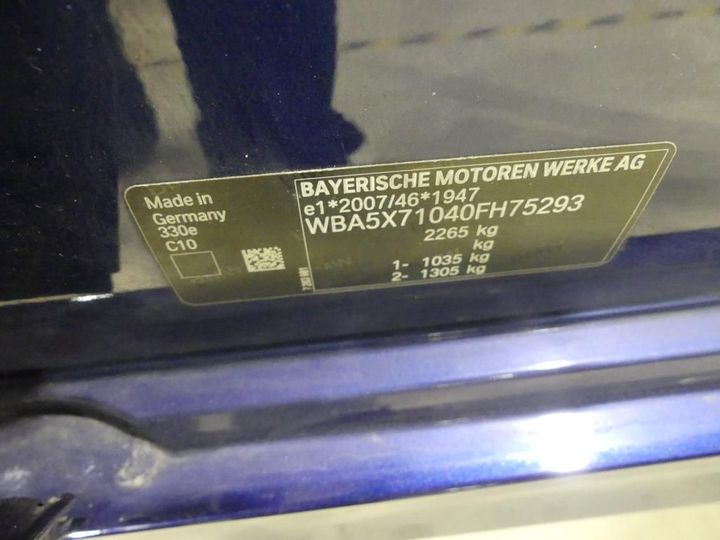 Made in
Germany
330e
C10
BAYERISCHE MOTOREN WERKE AG
e1*2007/46*1947
WBA5X71040FH75293
2265 kg
kg
1- 1035 kg
2- 1305 kg